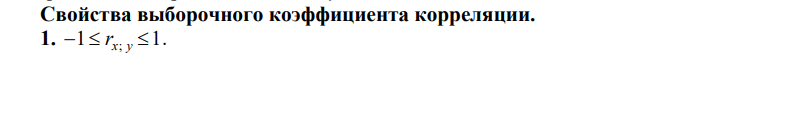 Свойства выборочного коэффициента корреляции.
1. −1 ≤ r_{x; y} ≤ 1.